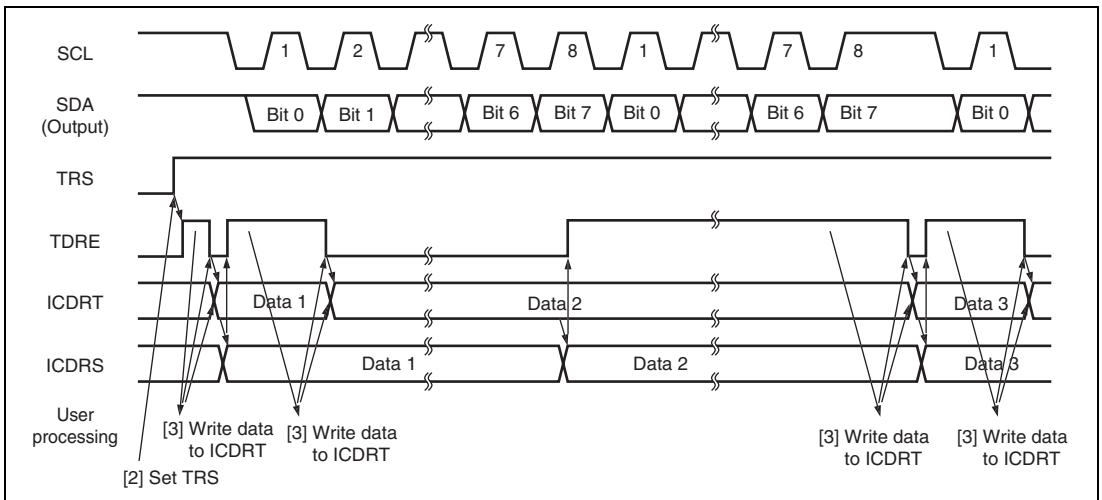 SCL 1 2 7 8 1 7 8 1
SDA
(Output)
Bit 0 Bit 1 Bit 6 Bit 7 Bit 0 Bit 6 Bit 7 Bit 0
TRS
TDRE
ICDRT Data 1 Data 2 Data 3
ICDRS Data 1 Data 2 Data 3
User
processing
[3] Write data
to ICDRT
[3] Write data
to ICDRT
[3] Write data
to ICDRT
[3] Write data
to ICDRT
[2] Set TRS